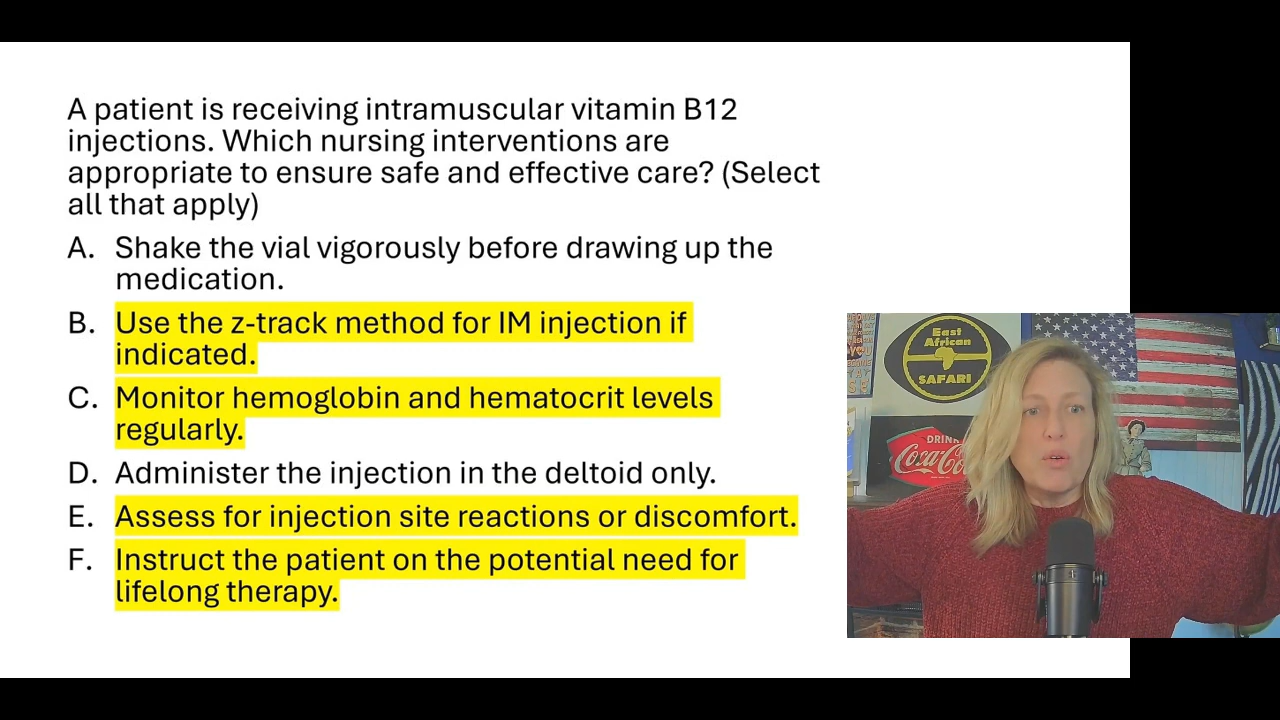 A patient is receiving intramuscular vitamin B12
injections. Which nursing interventions are
appropriate to ensure safe and effective care? (Select
all that apply)
A. Shake the vial vigorously before drawing up the
medication.
B. Use the z-track method for IM injection if
indicated.
C. Monitor hemoglobin and hematocrit levels
regularly.
D. Administer the injection in the deltoid only.
E. Assess for injection site reactions or discomfort.
F. Instruct the patient on the potential need for
lifelong therapy.
East
African
SAFARI
DRINK
Coca-Co